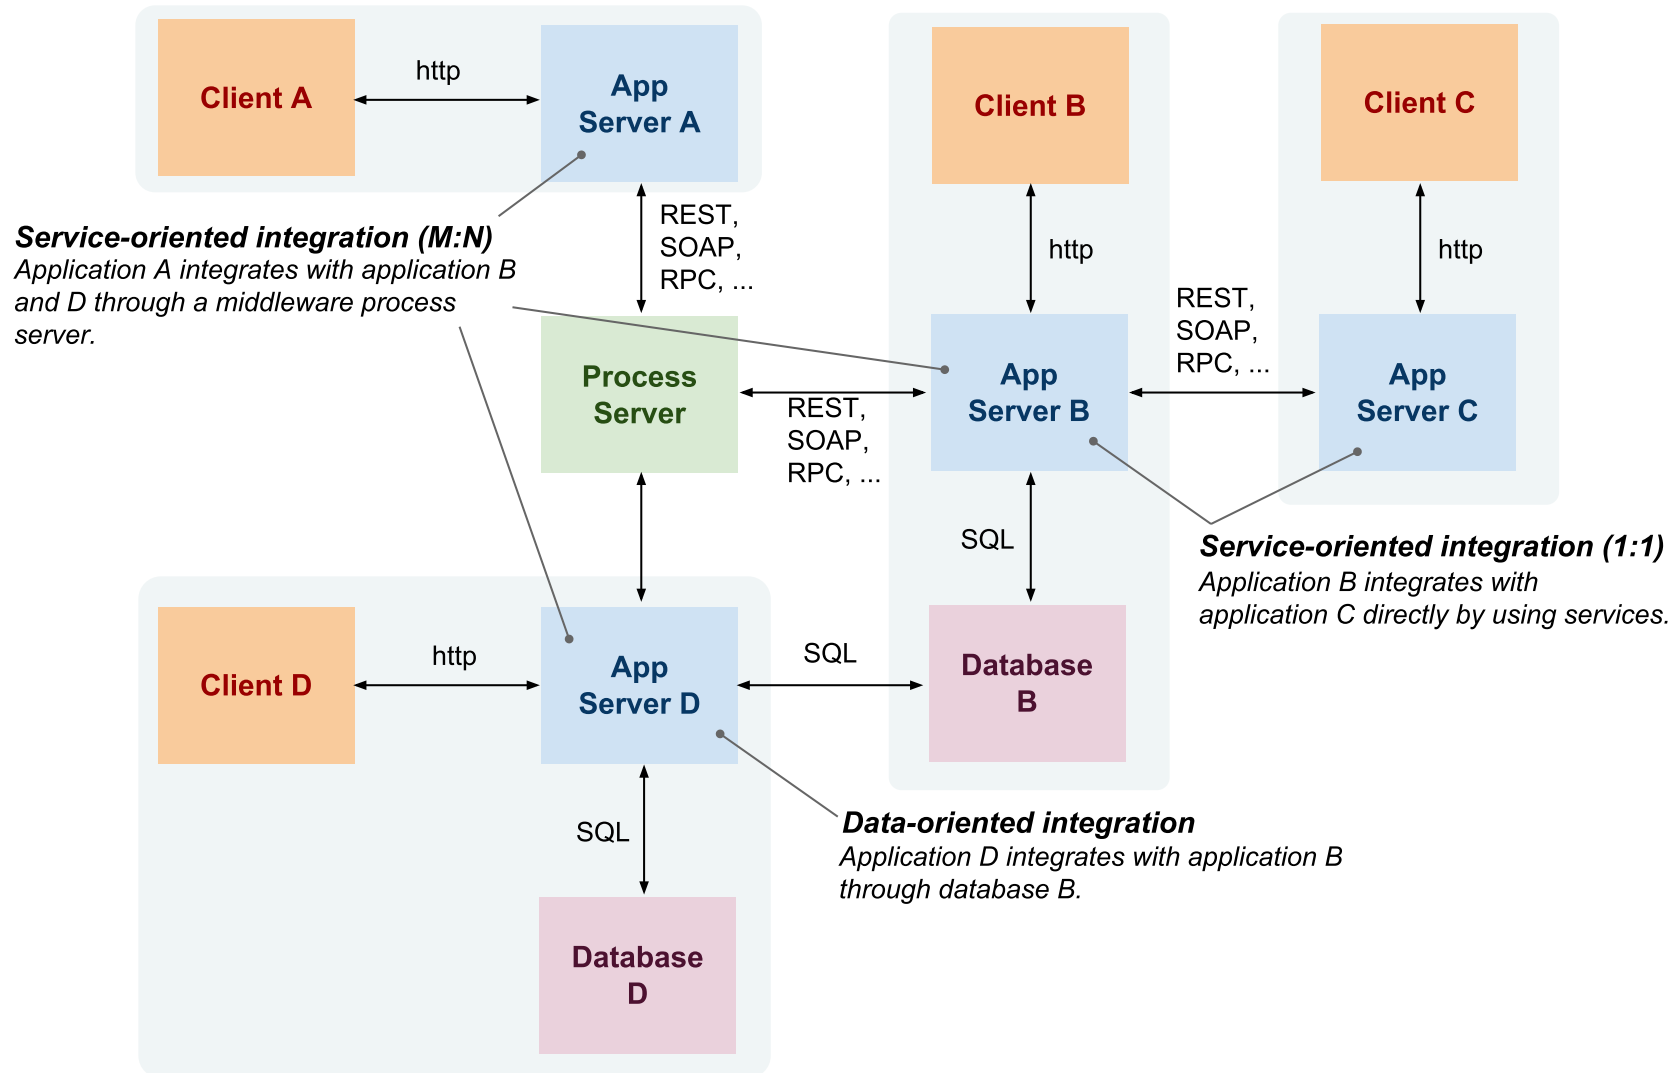 Client A
http
App
Server A
Client B
Client C
REST,
SOAP,
RPC, ...
http
http
Service-oriented integration (M:N)
Application A integrates with application B
and D through a middleware process
server.
REST,
SOAP,
RPC, ...
Process
Server
REST,
SOAP,
RPC, ...
App
Server B
App
Server C
SQL
Service-oriented integration (1:1)
Application B integrates with
application C directly by using services.
Client D
http
App
Server D
SQL
Database
B
SQL
Data-oriented integration
Application D integrates with application B
through database B.
Database
D